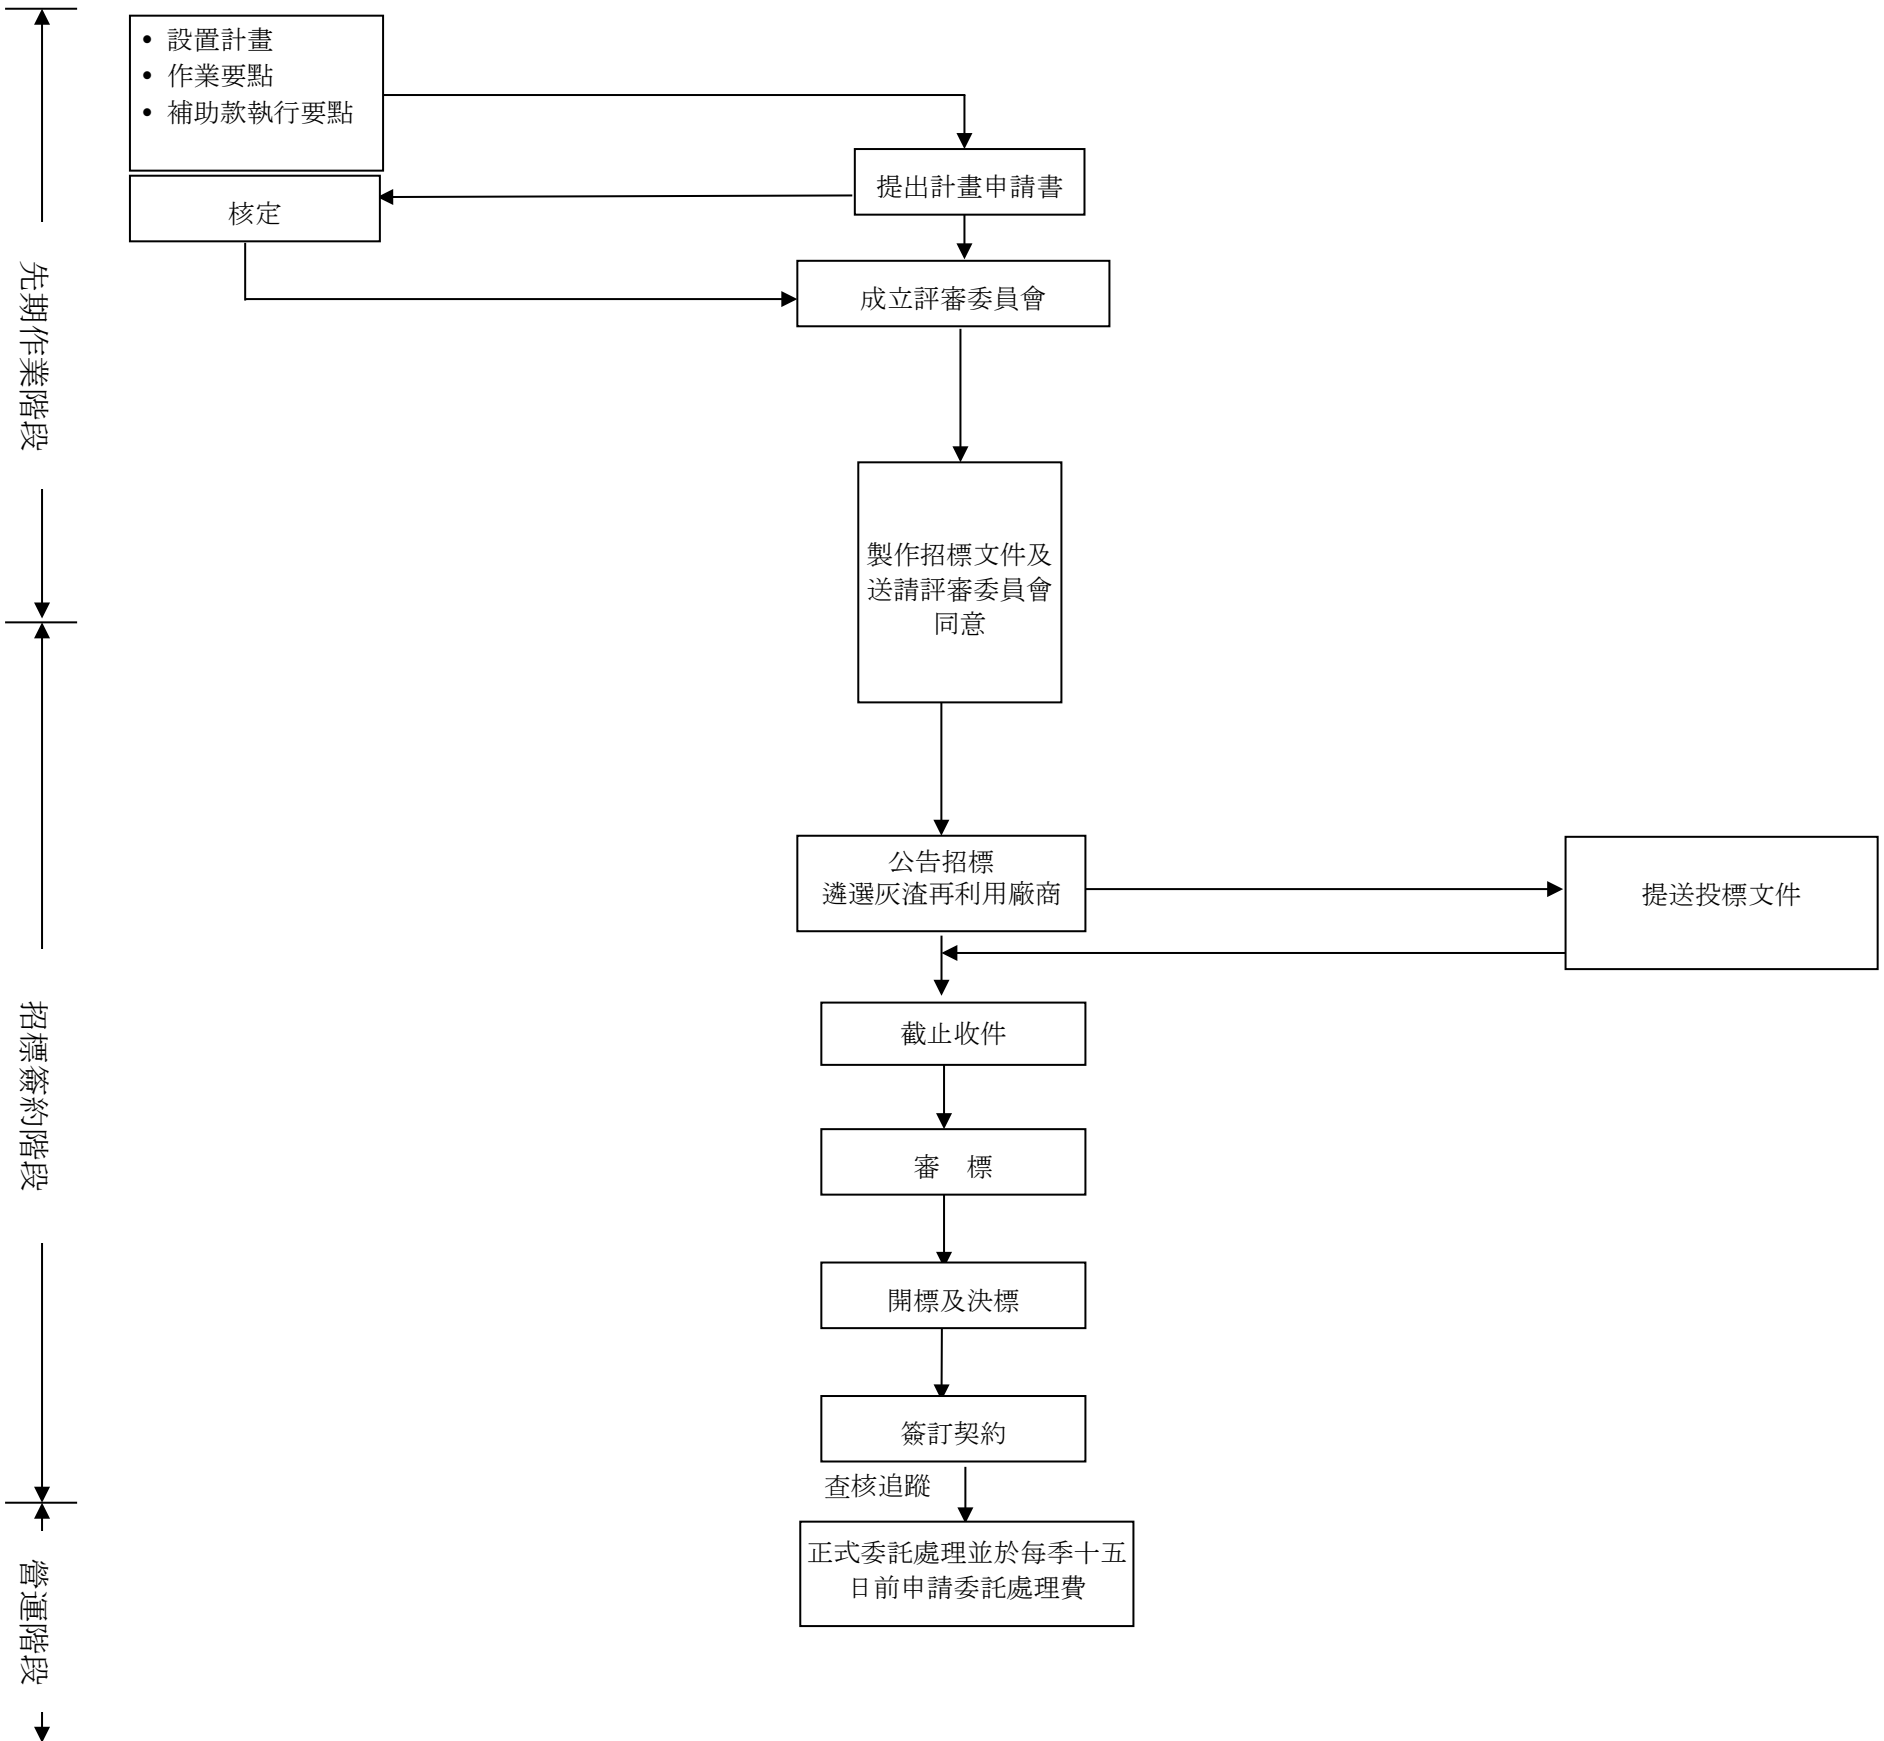 • 設置計畫
• 作業要點
• 補助款執行要點
提出計畫申請書
核定
成立評審委員會
先期作業階段
製作招標文件及
送請評審委員會
同意
公告招標
遴選灰渣再利用廠商
提送投標文件
截止收件
招標簽約階段
審　標
開標及決標
簽訂契約
查核追蹤
正式委託處理並於每季十五
日前申請委託處理費
營運階段